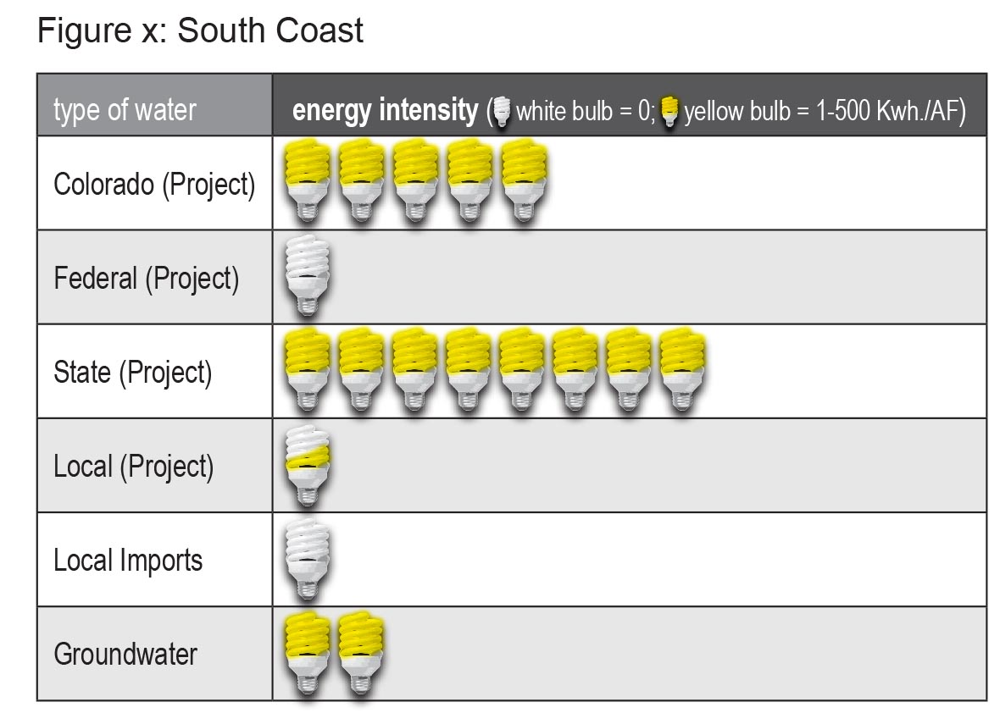 Figure x: South Coast
type of water
energy intensity (white bulb = 0; yellow bulb = 1-500 Kwh./AF)
Colorado (Project)
Federal (Project)
State (Project)
Local (Project)
Local Imports
Groundwater